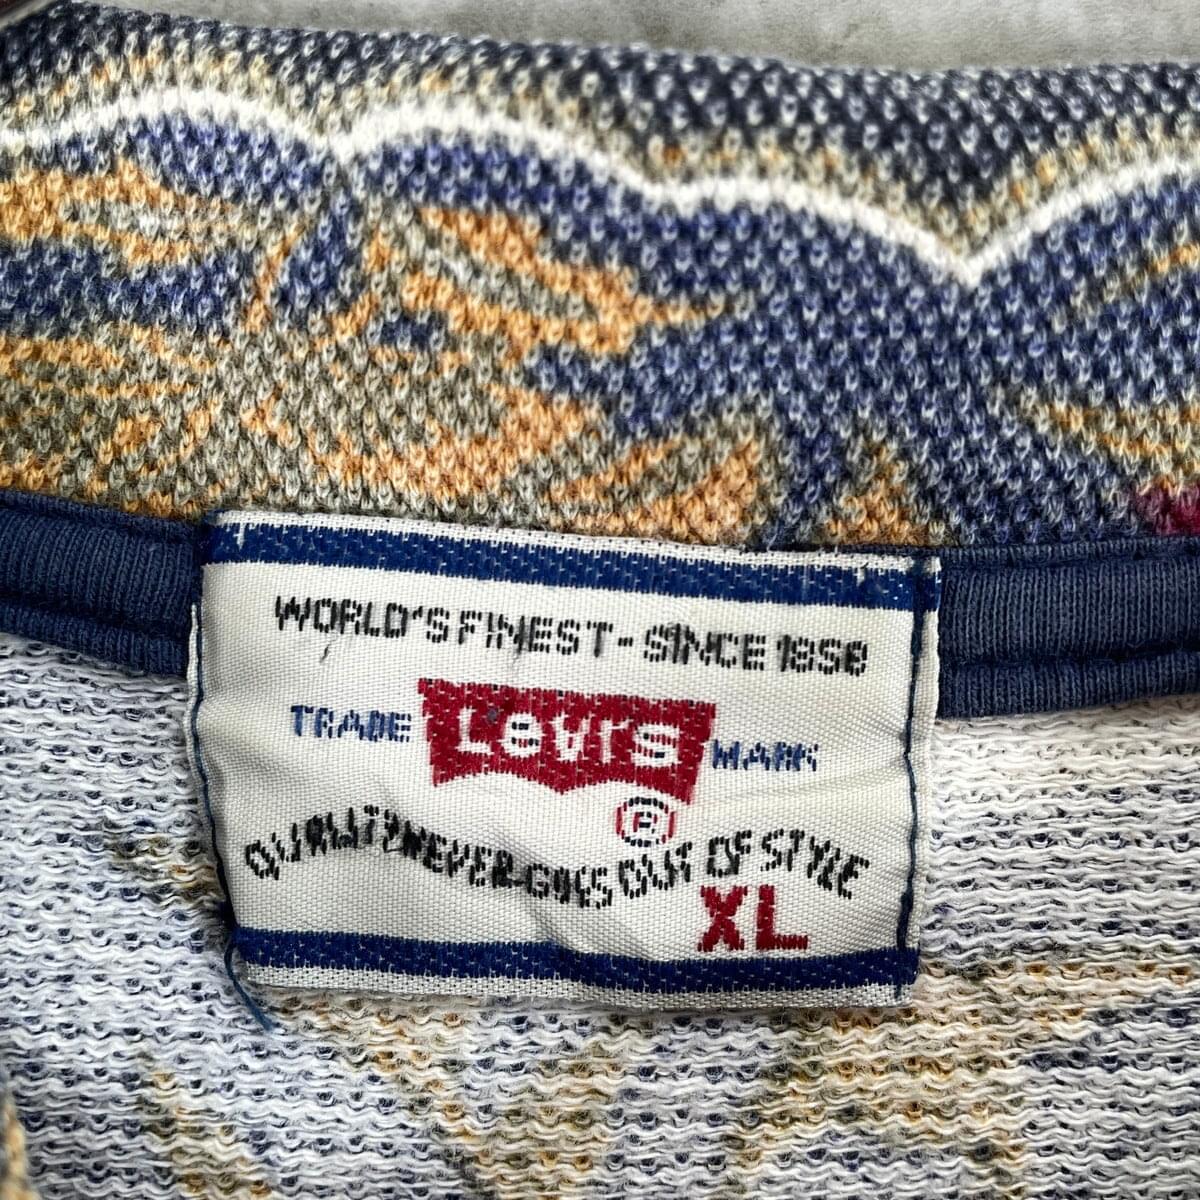 WORLD'S FINEST - SINCE 1850
TRADE Levi's MARK
®
QUALITY NEVER GOES OUT OF STYLE
XL